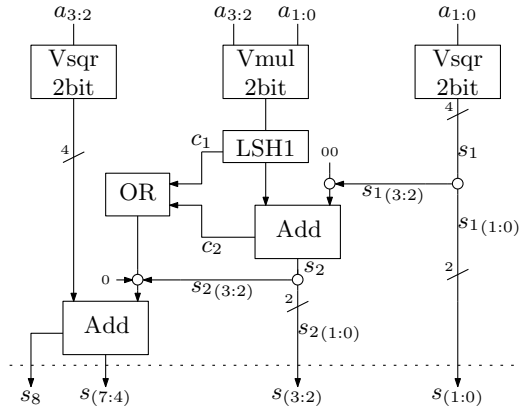 a3:2 a3:2 a1:0 a1:0
Vsqr 2bit
Vmul 2bit
Vsqr 2bit
4
c1
LSH1
00
4
s1
OR
s1(3:2)
c2
Add
s1(1:0)
s2
0
s2(3:2)
2
2
Add
s2(1:0)
s8 s(7:4) s(3:2) s(1:0)